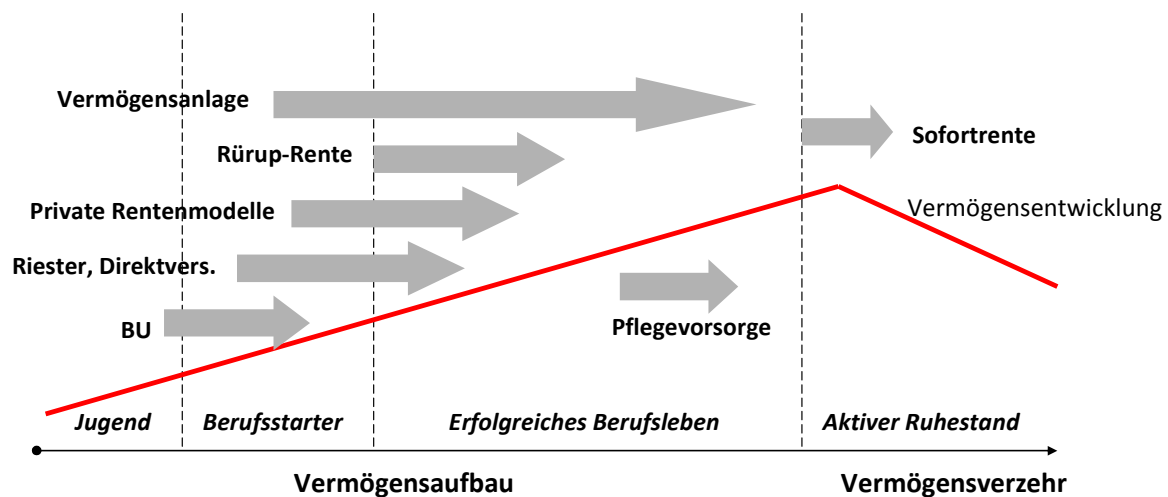 Vermögensanlage
Sofortrente
Rürup-Rente
Private Rentenmodelle
Vermögensentwicklung
Riester, Direktvers.
BU
Pflegevorsorge
Jugend
Berufsstarter
Erfolgreiches Berufsleben
Aktiver Ruhestand
Vermögensaufbau
Vermögensverzehr